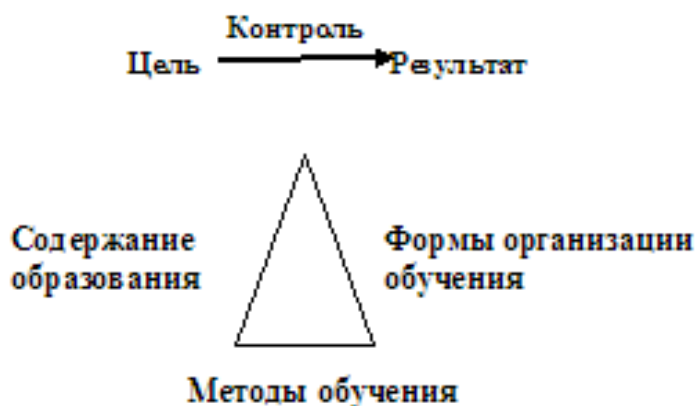 Контроль
Цель Результат
Содержание Формы организации
образования обучения
Методы обучения